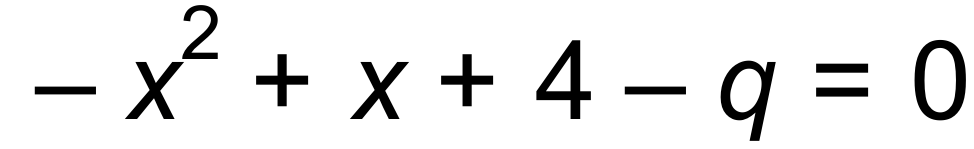 − x² + x + 4 − q = 0